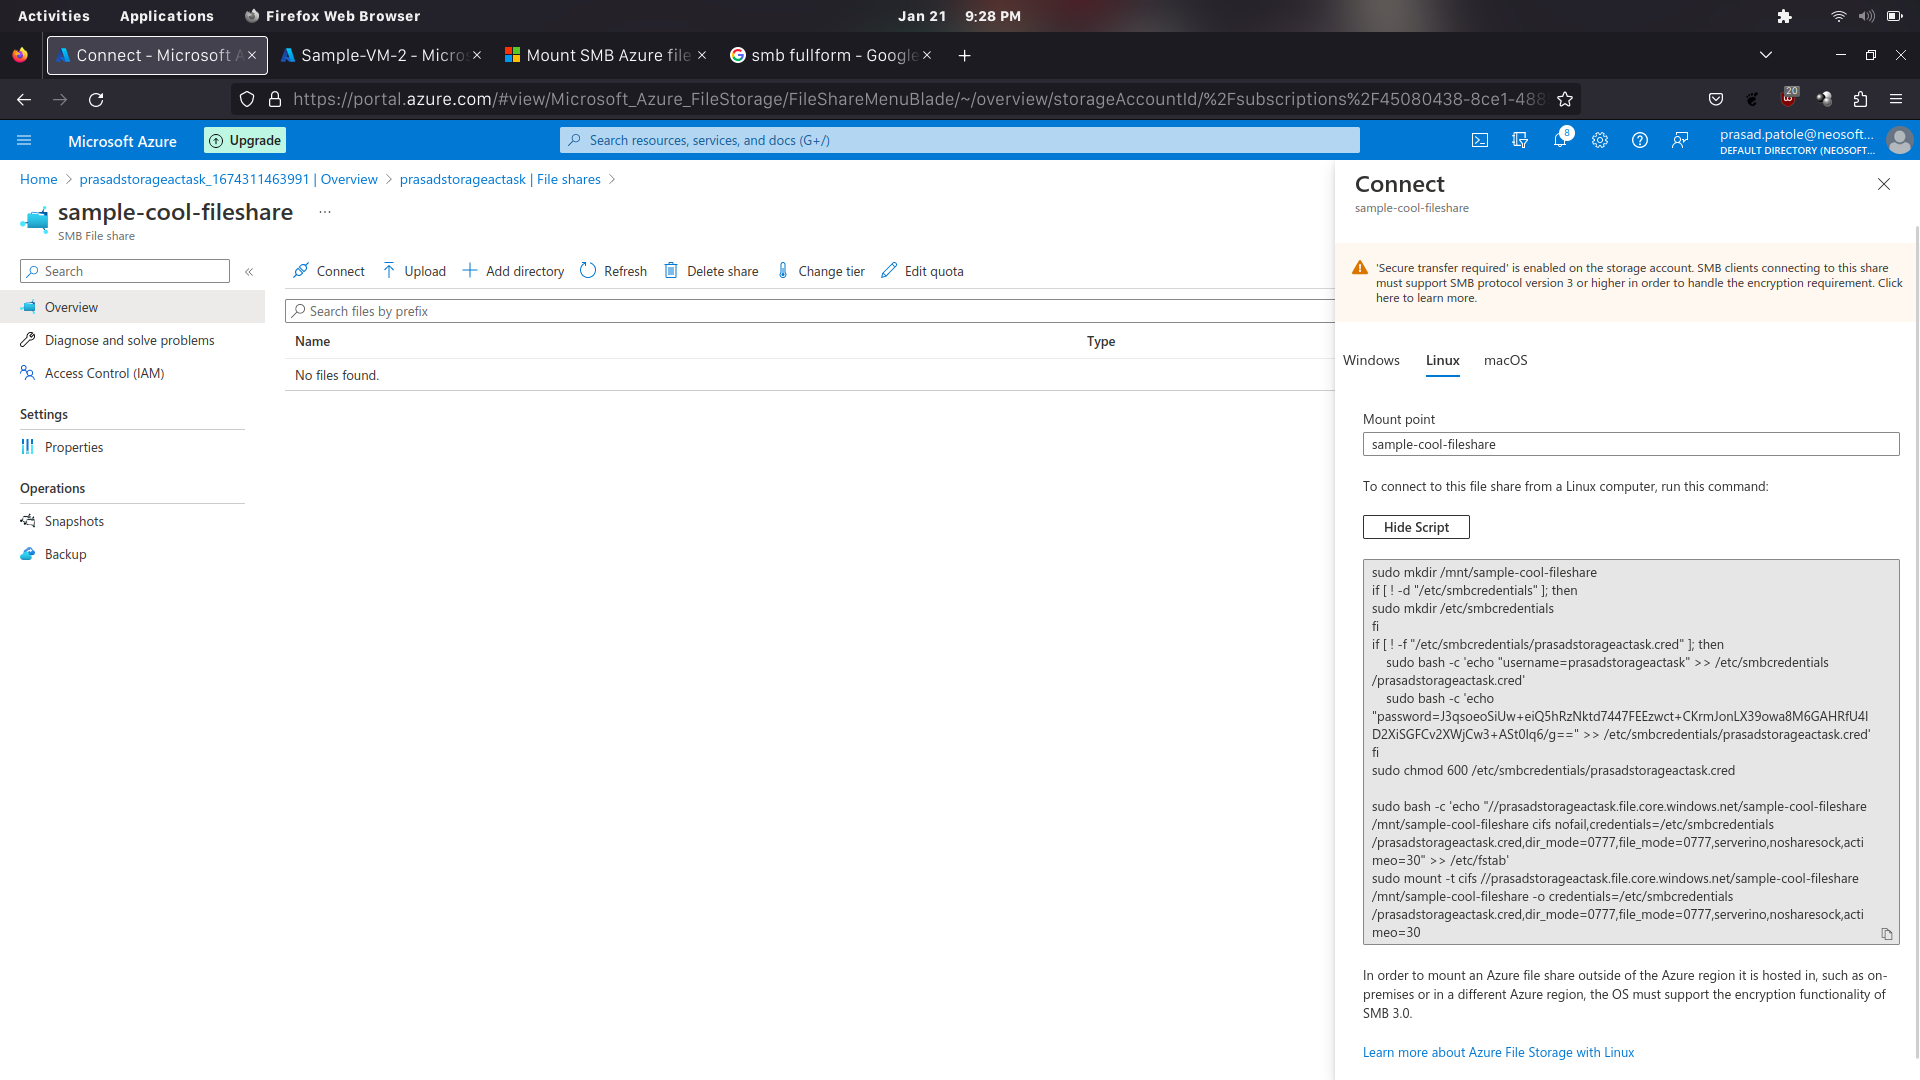 Activities Applications Firefox Web Browser Jan 21 9:28 PM
Connect - Microsoft A Sample-VM-2 - Micros Mount SMB Azure file smb fullform - Google
https://portal.azure.com/#view/Microsoft_Azure_FileStorage/FileShareMenuBlade/~/overview/storageAccountId/%2Fsubscriptions%2F45080438-8ce1-488 20
Microsoft Azure Upgrade Search resources, services, and docs (G+/) 8 prasad.patole@neosoft...
DEFAULT DIRECTORY (NEOSOFT...
Home > prasadstorageactask_1674311463991 | Overview > prasadstorageactask | File shares >
sample-cool-fileshare ...
SMB File share
Search «
Overview
Diagnose and solve problems
Access Control (IAM)
Settings
Properties
Operations
Snapshots
Backup
Connect Upload Add directory Refresh Delete share Change tier Edit quota
Search files by prefix
Name Type
No files found.
Connect
sample-cool-fileshare
'Secure transfer required' is enabled on the storage account. SMB clients connecting to this share
must support SMB protocol version 3 or higher in order to handle the encryption requirement. Click
here to learn more.
Windows Linux macOS
Mount point
sample-cool-fileshare
To connect to this file share from a Linux computer, run this command:
Hide Script
sudo mkdir /mnt/sample-cool-fileshare
if [ ! -d "/etc/smbcredentials" ]; then
sudo mkdir /etc/smbcredentials
fi
if [ ! -f "/etc/smbcredentials/prasadstorageactask.cred" ]; then
sudo bash -c 'echo "username=prasadstorageactask" >> /etc/smbcredentials
/prasadstorageactask.cred'
sudo bash -c 'echo
"password=J3qsoeoSiUw+eiQ5hRzNktd7447FEEzwct+CKrmJonLX39owa8M6GAHRfU4I
D2XiSGFCv2XWjCw3+ASt0Iq6/g==" >> /etc/smbcredentials/prasadstorageactask.cred'
fi
sudo chmod 600 /etc/smbcredentials/prasadstorageactask.cred
sudo bash -c 'echo "//prasadstorageactask.file.core.windows.net/sample-cool-fileshare
/mnt/sample-cool-fileshare cifs nofail,credentials=/etc/smbcredentials
/prasadstorageactask.cred,dir_mode=0777,file_mode=0777,serverino,nosharesock,acti
meo=30" >> /etc/fstab'
sudo mount -t cifs //prasadstorageactask.file.core.windows.net/sample-cool-fileshare
/mnt/sample-cool-fileshare -o credentials=/etc/smbcredentials
/prasadstorageactask.cred,dir_mode=0777,file_mode=0777,serverino,nosharesock,acti
meo=30
In order to mount an Azure file share outside of the Azure region it is hosted in, such as on-
premises or in a different Azure region, the OS must support the encryption functionality of
SMB 3.0.
Learn more about Azure File Storage with Linux